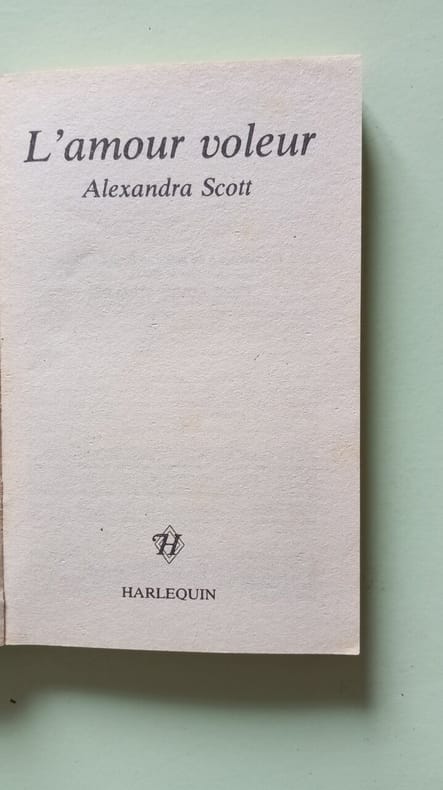 L'amour voleur
Alexandra Scott
H
HARLEQUIN